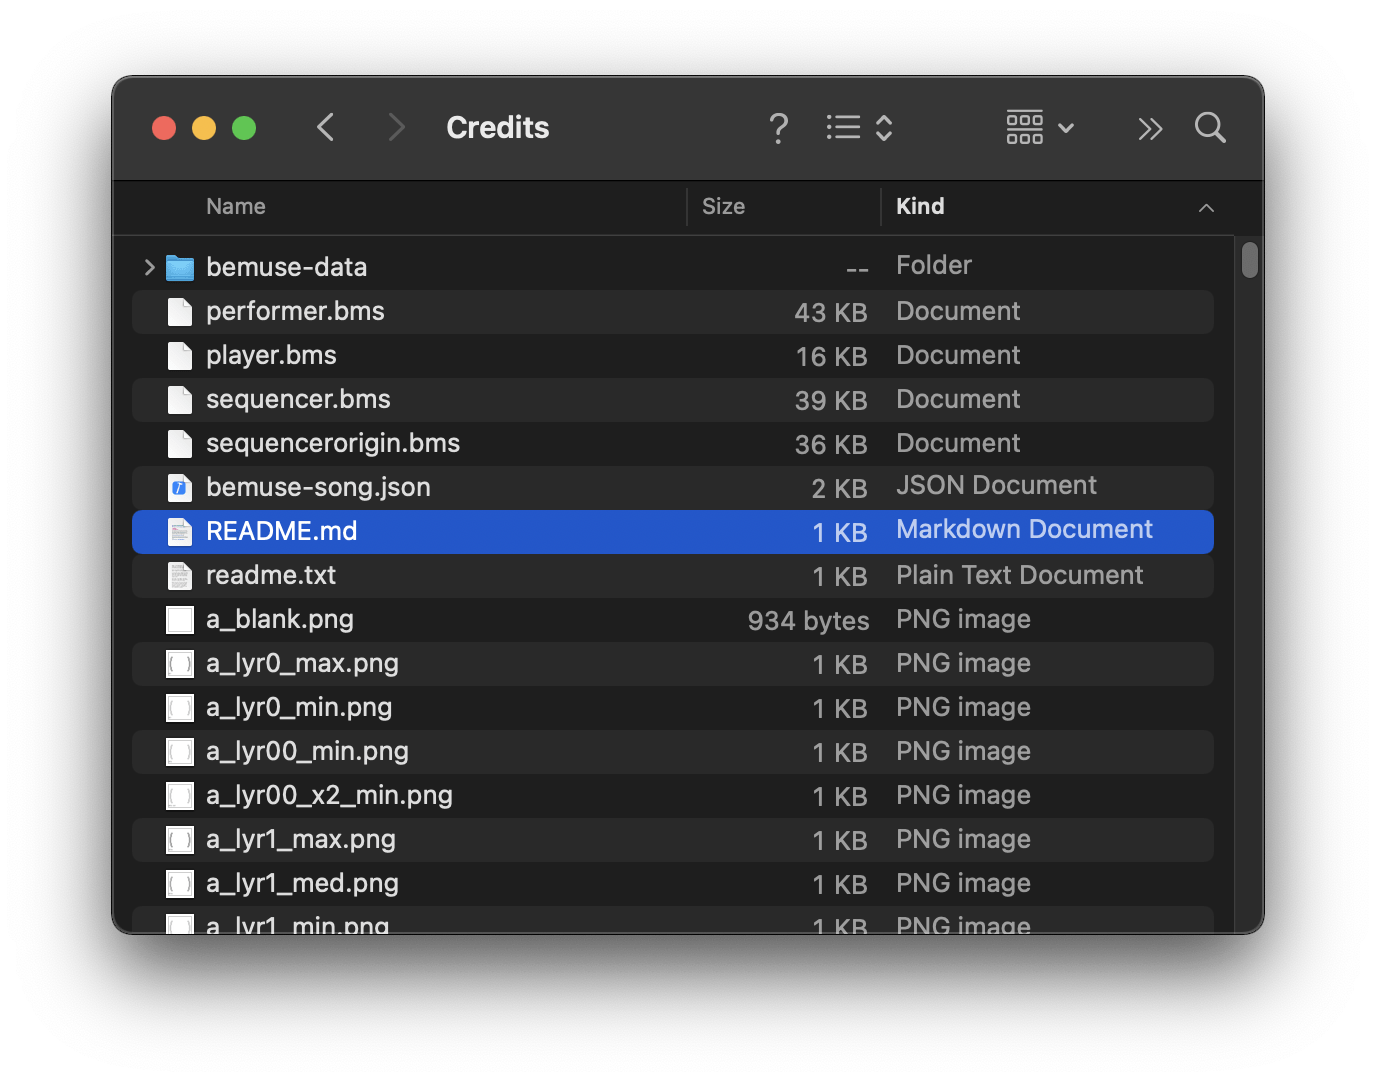 Credits
Name Size Kind
bemuse-data -- Folder
performer.bms 43 KB Document
player.bms 16 KB Document
sequencer.bms 39 KB Document
sequencerorigin.bms 36 KB Document
bemuse-song.json 2 KB JSON Document
README.md 1 KB Markdown Document
readme.txt 1 KB Plain Text Document
a_blank.png 934 bytes PNG image
a_lyr0_max.png 1 KB PNG image
a_lyr0_min.png 1 KB PNG image
a_lyr00_min.png 1 KB PNG image
a_lyr00_x2_min.png 1 KB PNG image
a_lyr1_max.png 1 KB PNG image
a_lyr1_med.png 1 KB PNG image
a_lyr1_min.png 1 KB PNG image